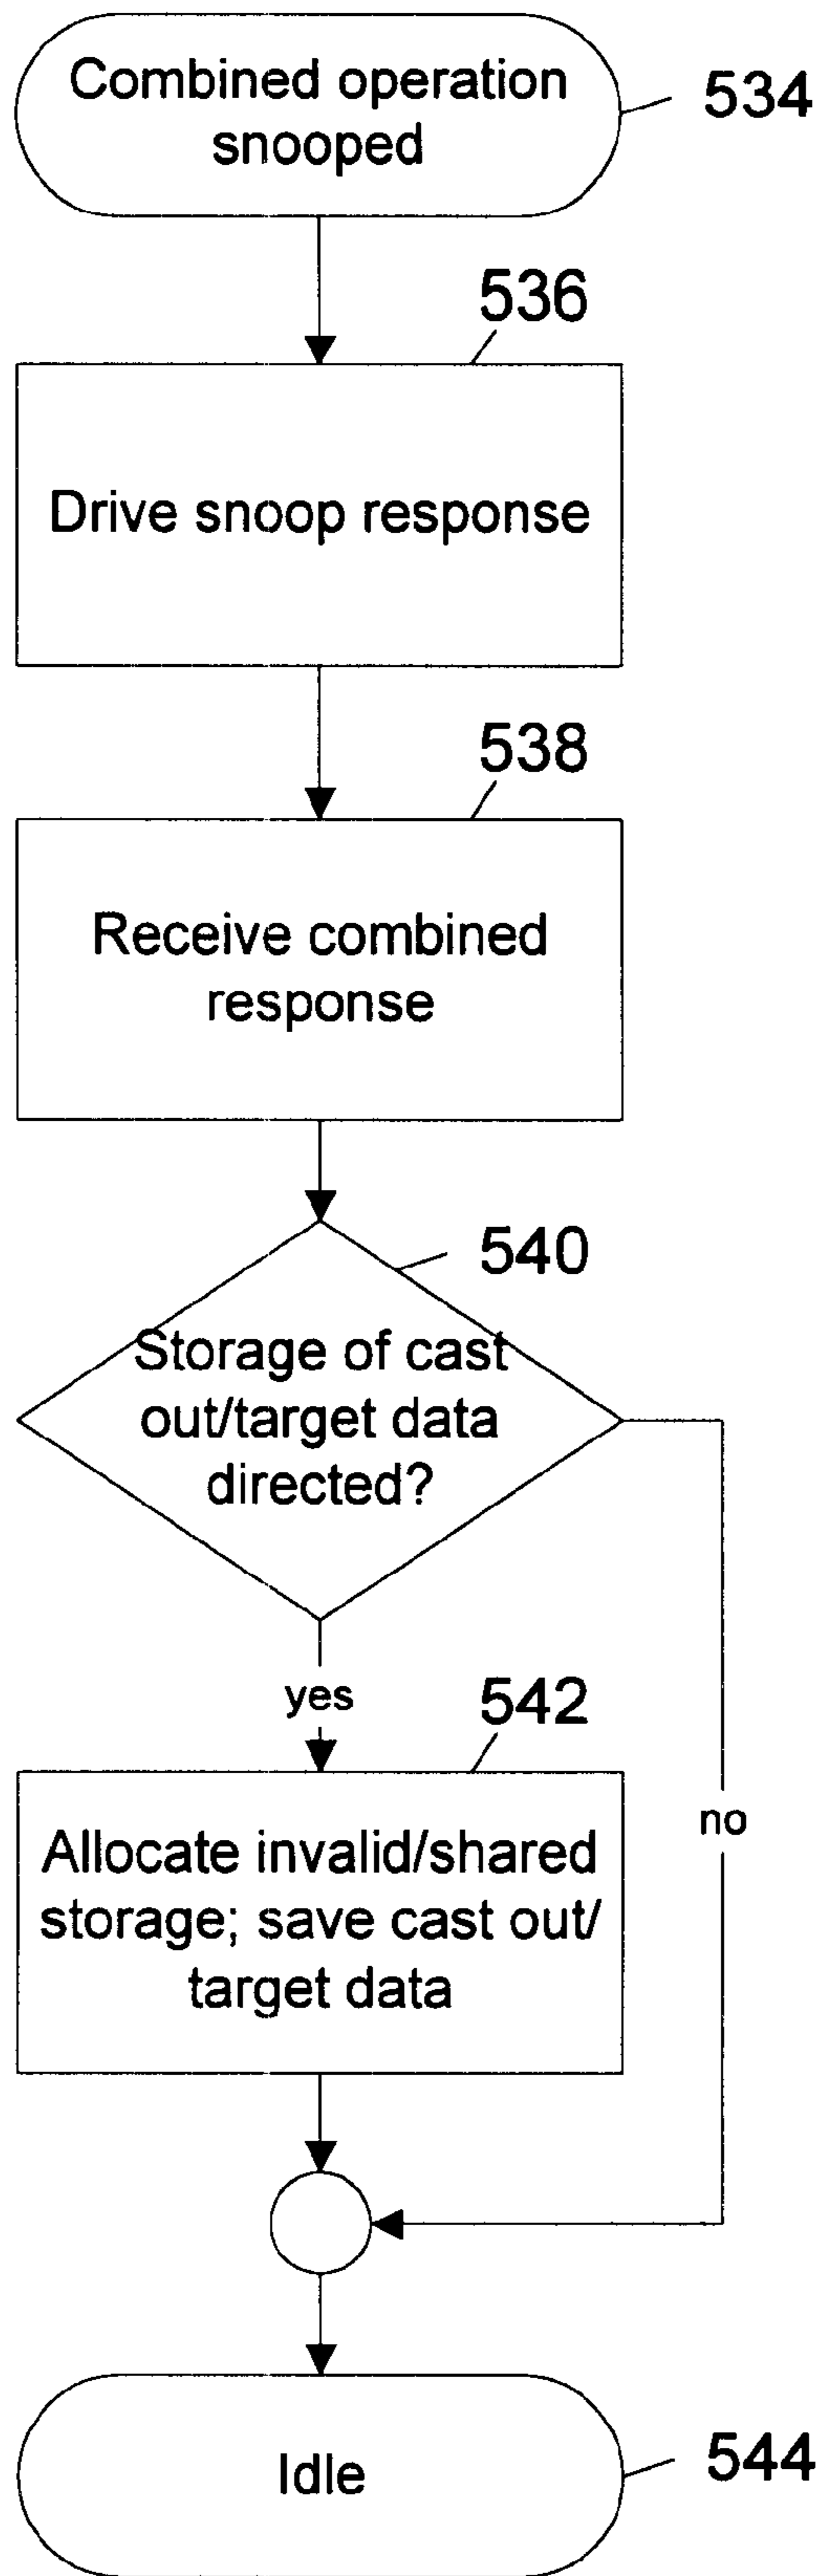 Combined operation
snooped
534
536
Drive snoop response
538
Receive combined
response
540
Storage of cast
out/target data
directed?
yes
542
Allocate invalid/shared
storage; save cast out/
target data
no
Idle
544